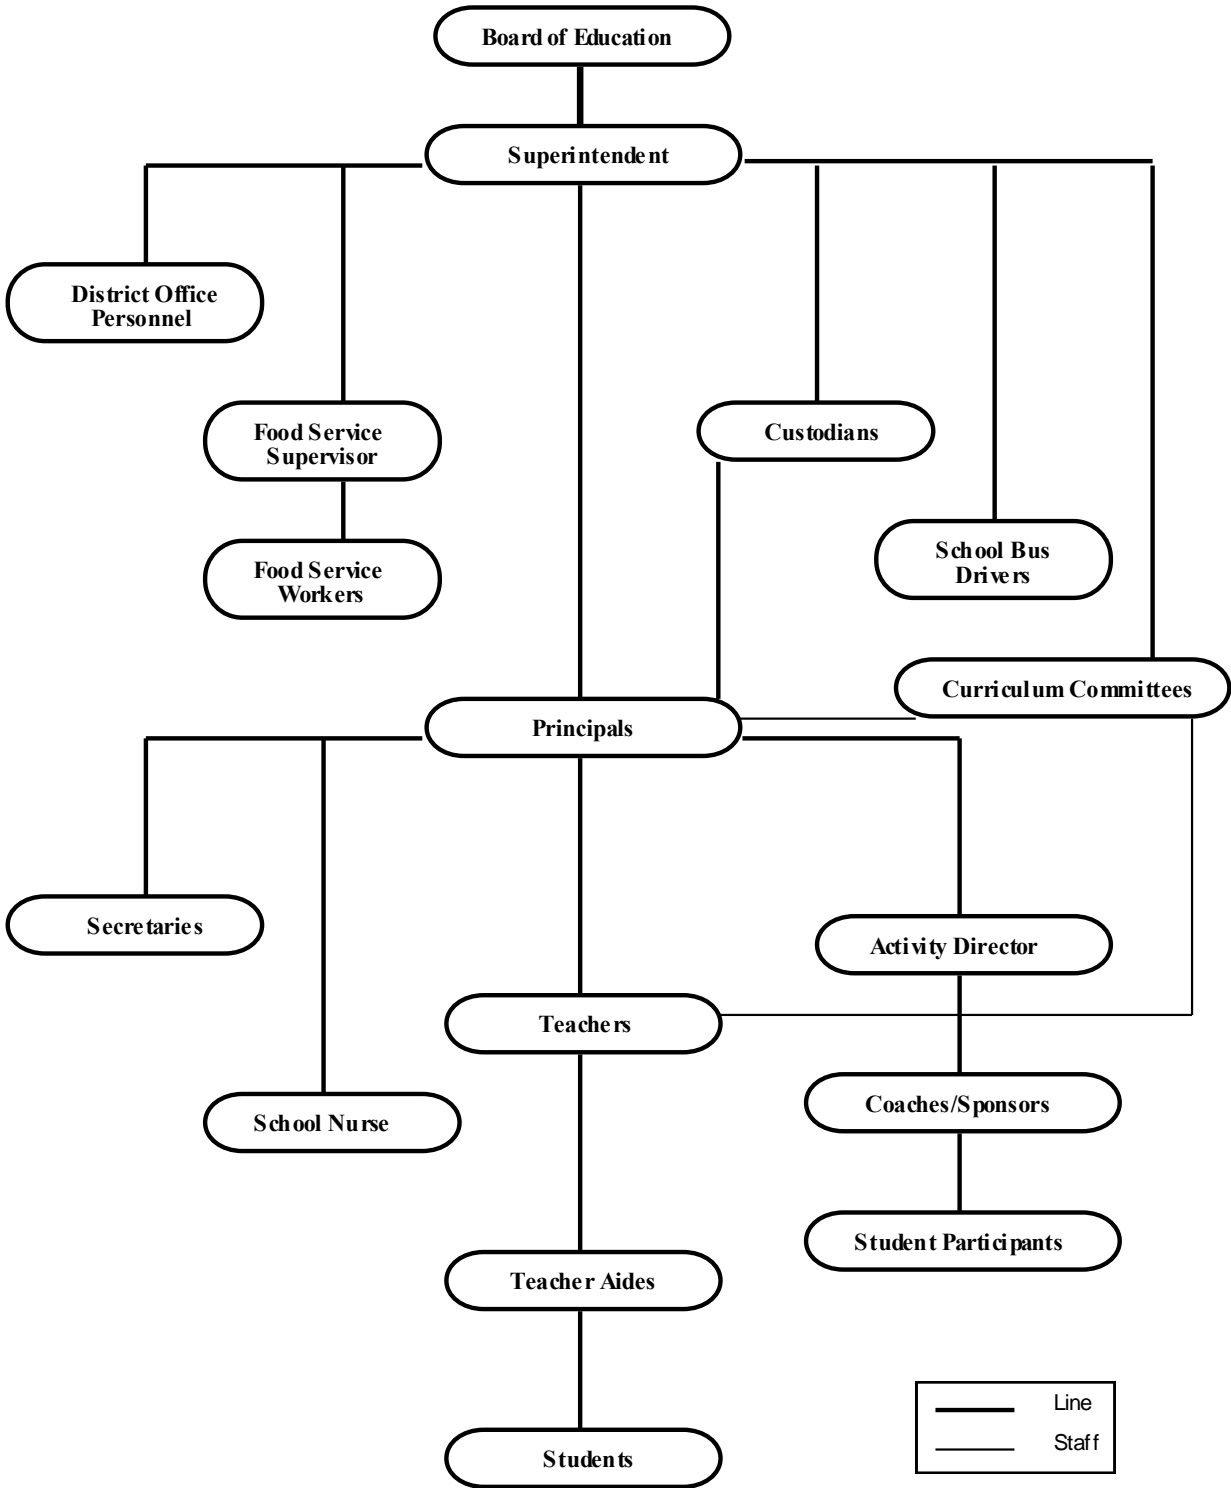 Board of Education
Superintendent
District Office
Personnel
Food Service
Supervisor
Custodians
School Bus
Drivers
Food Service
Workers
Curriculum Committees
Principals
Secretaries
Activity Director
Teachers
Coaches/Sponsors
School Nurse
Student Participants
Teacher Aides
Line
Staff
Students